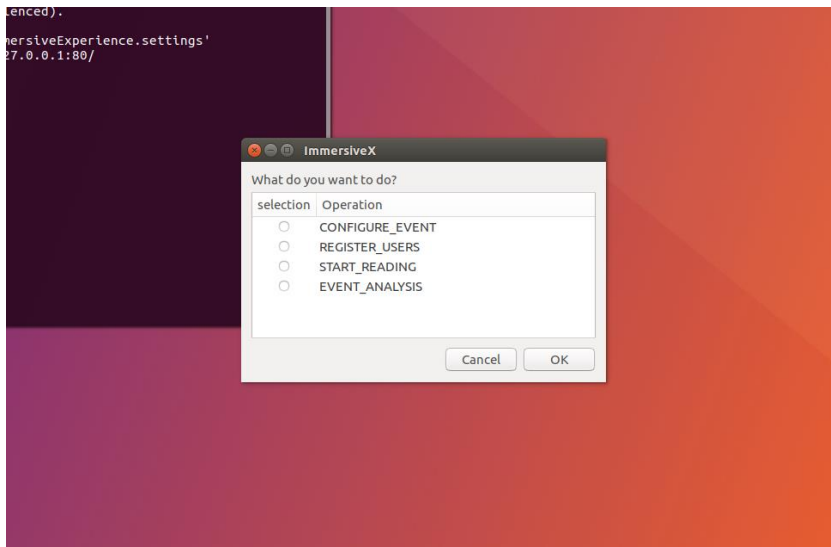 lenced).
mersiveExperience.settings'
27.0.0.1:80/
ImmersiveX
What do you want to do?
selection Operation
CONFIGURE_EVENT
REGISTER_USERS
START_READING
EVENT_ANALYSIS
Cancel OK